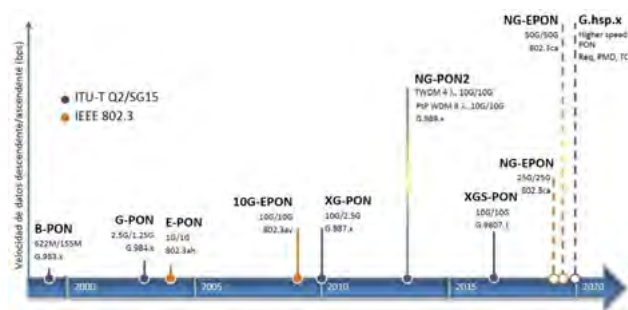 Velocidad de datos descendente/ascendente (bps)
ITU-T Q2/SG15
IEEE 802.3
B-PON
622M/155M
G.983.x
G-PON
2.5G/1.25G
G.984.x
E-PON
1G/1G
802.3ah
10G-EPON
10G/10G
802.3av
XG-PON
10G/2.5G
G.987.x
NG-PON2
TWDM 4 λ...10G/10G
PtP WDM 8 λ...10G/10G
G.989.x
XGS-PON
10G/10G
NG-EPON
25G/25G
802.3ca
NG-EPON
50G/50G
802.3ca
G.hsp.x
Higher speed
PON
Req, PMD, TC
2000
2005
2010
2015
2020